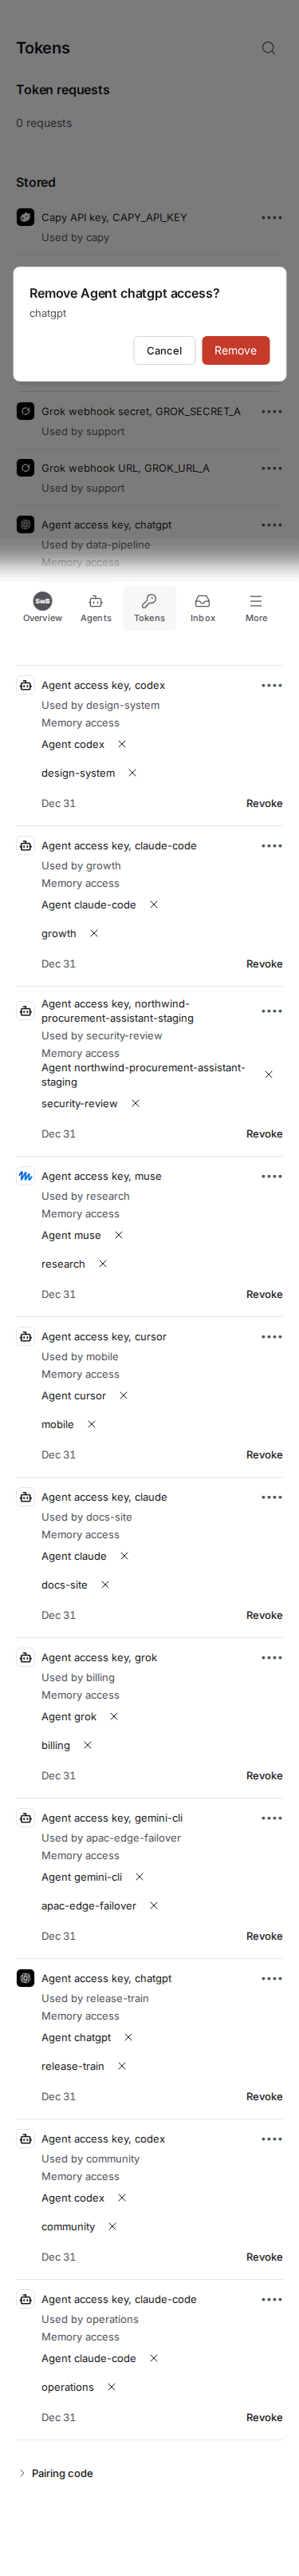 Tokens
Token requests
0 requests
Stored
Capy API key, CAPY_API_KEY
Used by capy
Remove Agent chatgpt access?
chatgpt
Cancel
Remove
Grok webhook secret, GROK_SECRET_A
Used by support
Grok webhook URL, GROK_URL_A
Used by support
Agent access key, chatgpt
Used by data-pipeline
Memory access
SwB
Overview
Agents
Tokens
Inbox
More
Agent access key, codex
Used by design-system
Memory access
Agent codex
design-system
Dec 31
Revoke
Agent access key, claude-code
Used by growth
Memory access
Agent claude-code
growth
Dec 31
Revoke
Agent access key, northwind-
procurement-assistant-staging
Used by security-review
Memory access
Agent northwind-procurement-assistant-
staging
security-review
Dec 31
Revoke
Agent access key, muse
Used by research
Memory access
Agent muse
research
Dec 31
Revoke
Agent access key, cursor
Used by mobile
Memory access
Agent cursor
mobile
Dec 31
Revoke
Agent access key, claude
Used by docs-site
Memory access
Agent claude
docs-site
Dec 31
Revoke
Agent access key, grok
Used by billing
Memory access
Agent grok
billing
Dec 31
Revoke
Agent access key, gemini-cli
Used by apac-edge-failover
Memory access
Agent gemini-cli
apac-edge-failover
Dec 31
Revoke
Agent access key, chatgpt
Used by release-train
Memory access
Agent chatgpt
release-train
Dec 31
Revoke
Agent access key, codex
Used by community
Memory access
Agent codex
community
Dec 31
Revoke
Agent access key, claude-code
Used by operations
Memory access
Agent claude-code
operations
Dec 31
Revoke
Pairing code